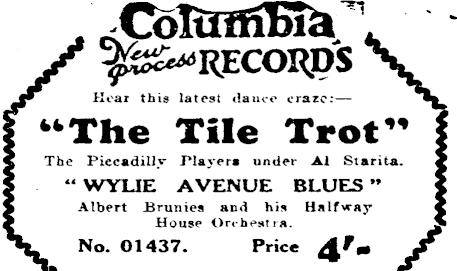 Columbia
New process RECORDS
Hear this latest dance craze:—
"The Tile Trot"
The Piccadilly Players under Al Starita.
"WYLIE AVENUE BLUES"
Albert Brunies and his Halfway
House Orchestra.
No. 01437. Price 4/-